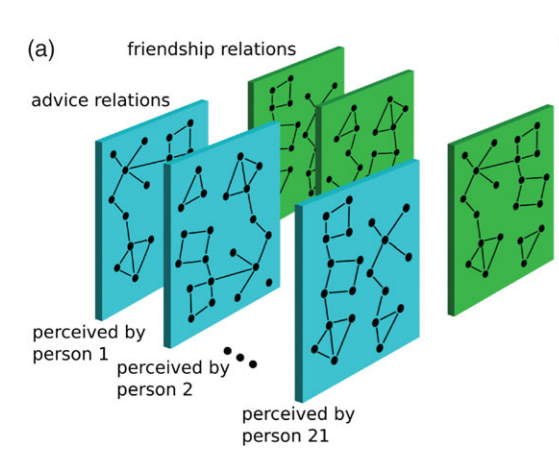 (a)
friendship relations
advice relations
perceived by
person 1
perceived by
person 2
perceived by
person 21